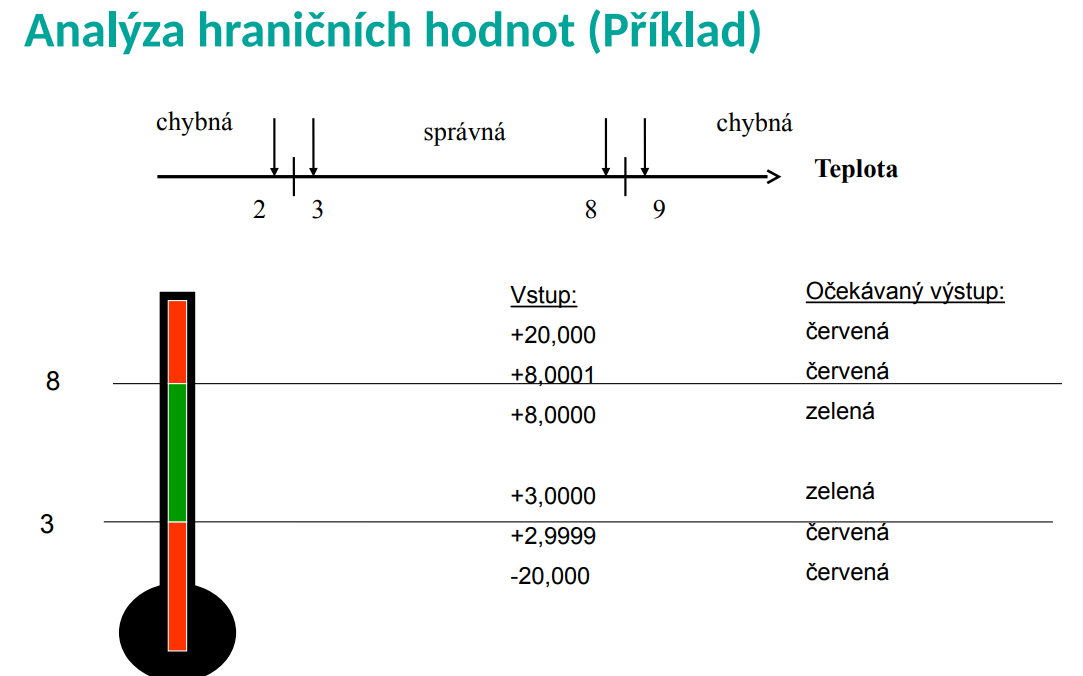 Analýza hraničních hodnot (Příklad)
chybná
správná
chybná
Teplota
2 3 8 9
Vstup: Očekávaný výstup:
+20,000 červená
8 +8,0001 červená
+8,0000 zelená
+3,0000 zelená
3 +2,9999 červená
-20,000 červená